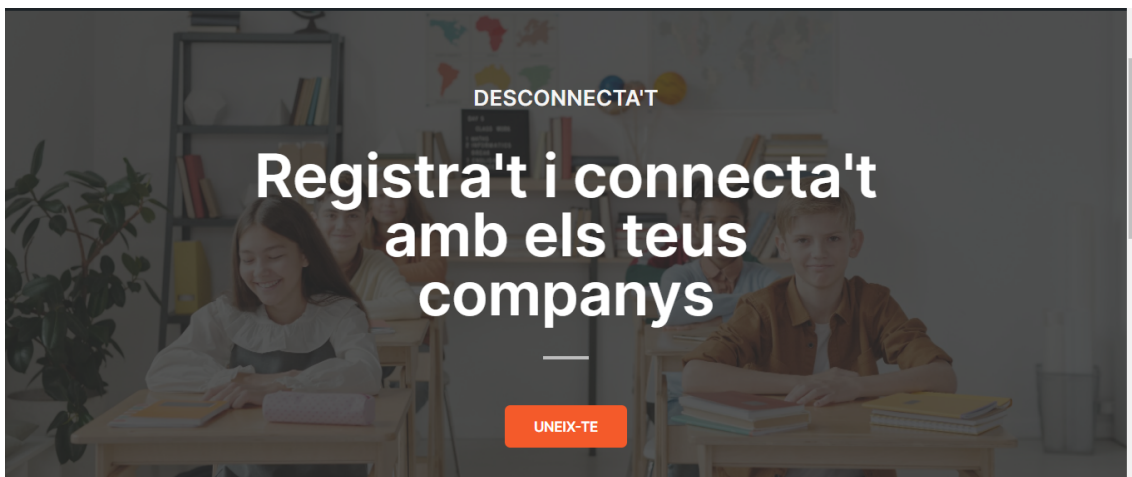 DESCONNECTA'T
Registra't i connecta't
amb els teus
companys
UNEIX-TE